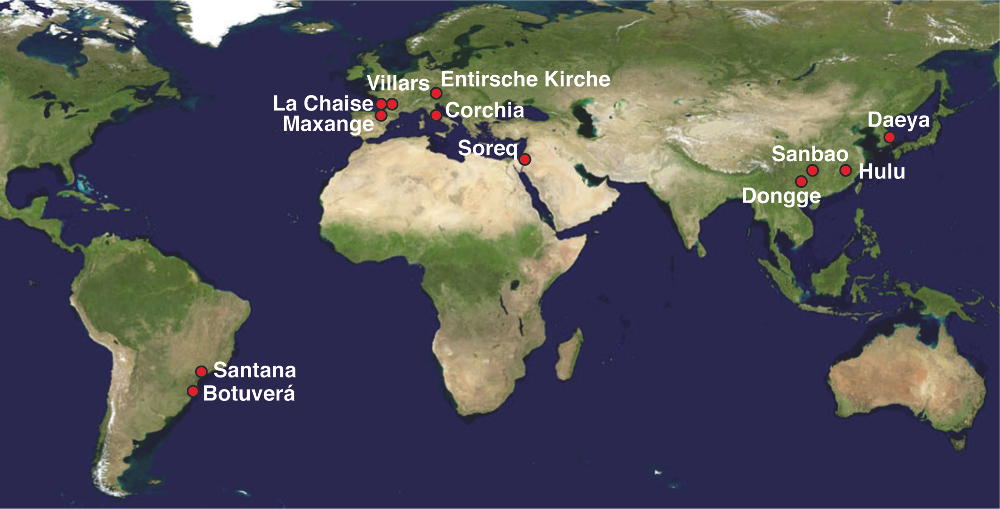 Villars
Entirsche Kirche
La Chaise
Corchia
Maxange
Daeya
Soreq
Sanbao
Hulu
Dongge
Santana
Botuverá